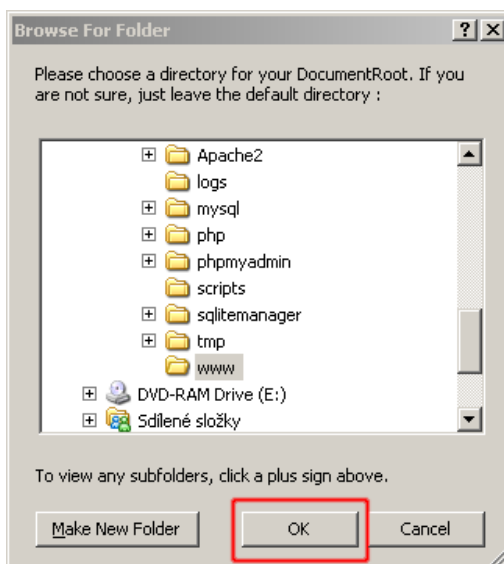 Browse For Folder
Please choose a directory for your DocumentRoot. If you
are not sure, just leave the default directory :
Apache2
logs
mysql
php
phpmyadmin
scripts
sqlitemanager
tmp
www
DVD-RAM Drive (E:)
Sdílené složky
To view any subfolders, click a plus sign above.
Make New Folder OK Cancel